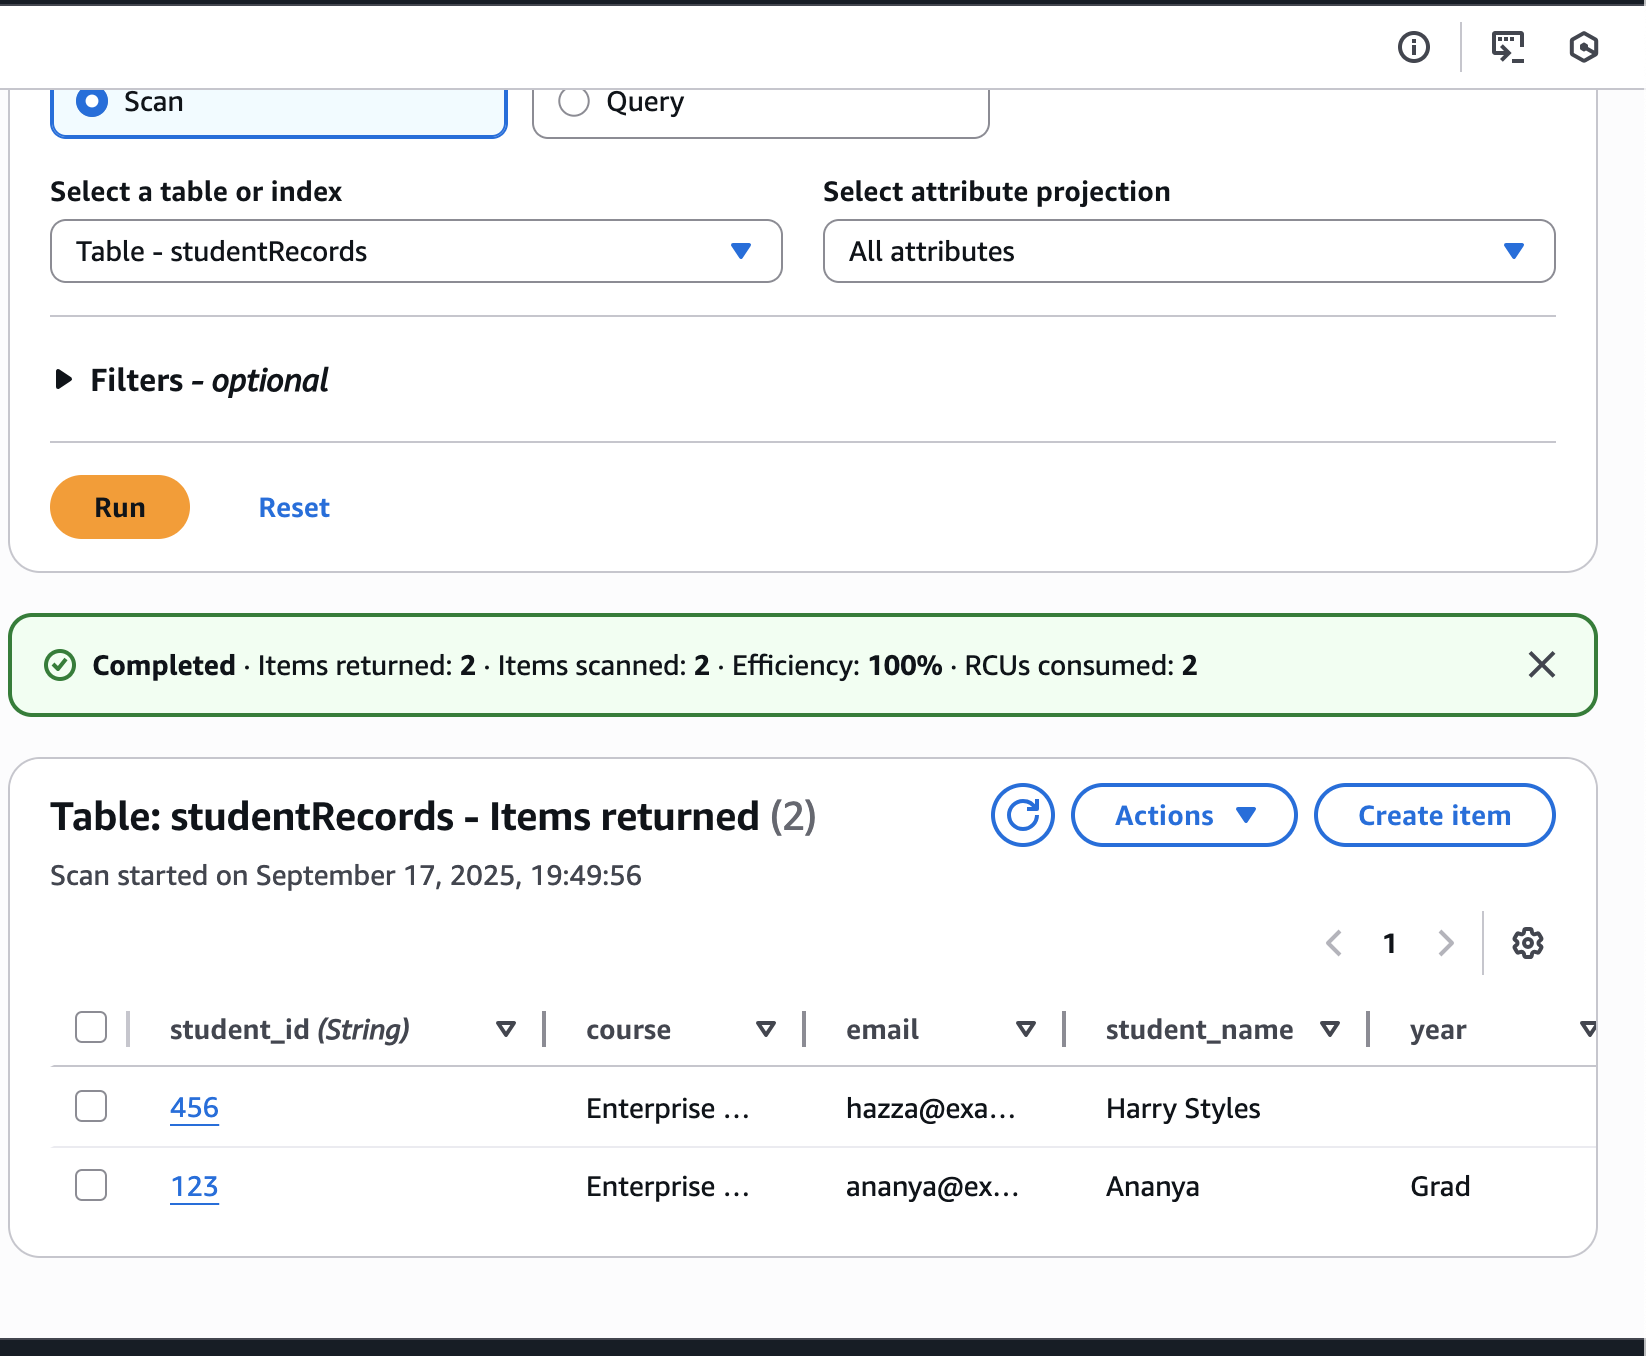 Scan
Query
Select a table or index
Select attribute projection
Table - studentRecords
All attributes
Filters - optional
Run
Reset
Completed · Items returned: 2 · Items scanned: 2 · Efficiency: 100% · RCUs consumed: 2
Table: studentRecords - Items returned (2)
Actions
Create item
Scan started on September 17, 2025, 19:49:56
1
student_id (String) course email student_name year
456 Enterprise … hazza@exa… Harry Styles
123 Enterprise … ananya@ex… Ananya Grad